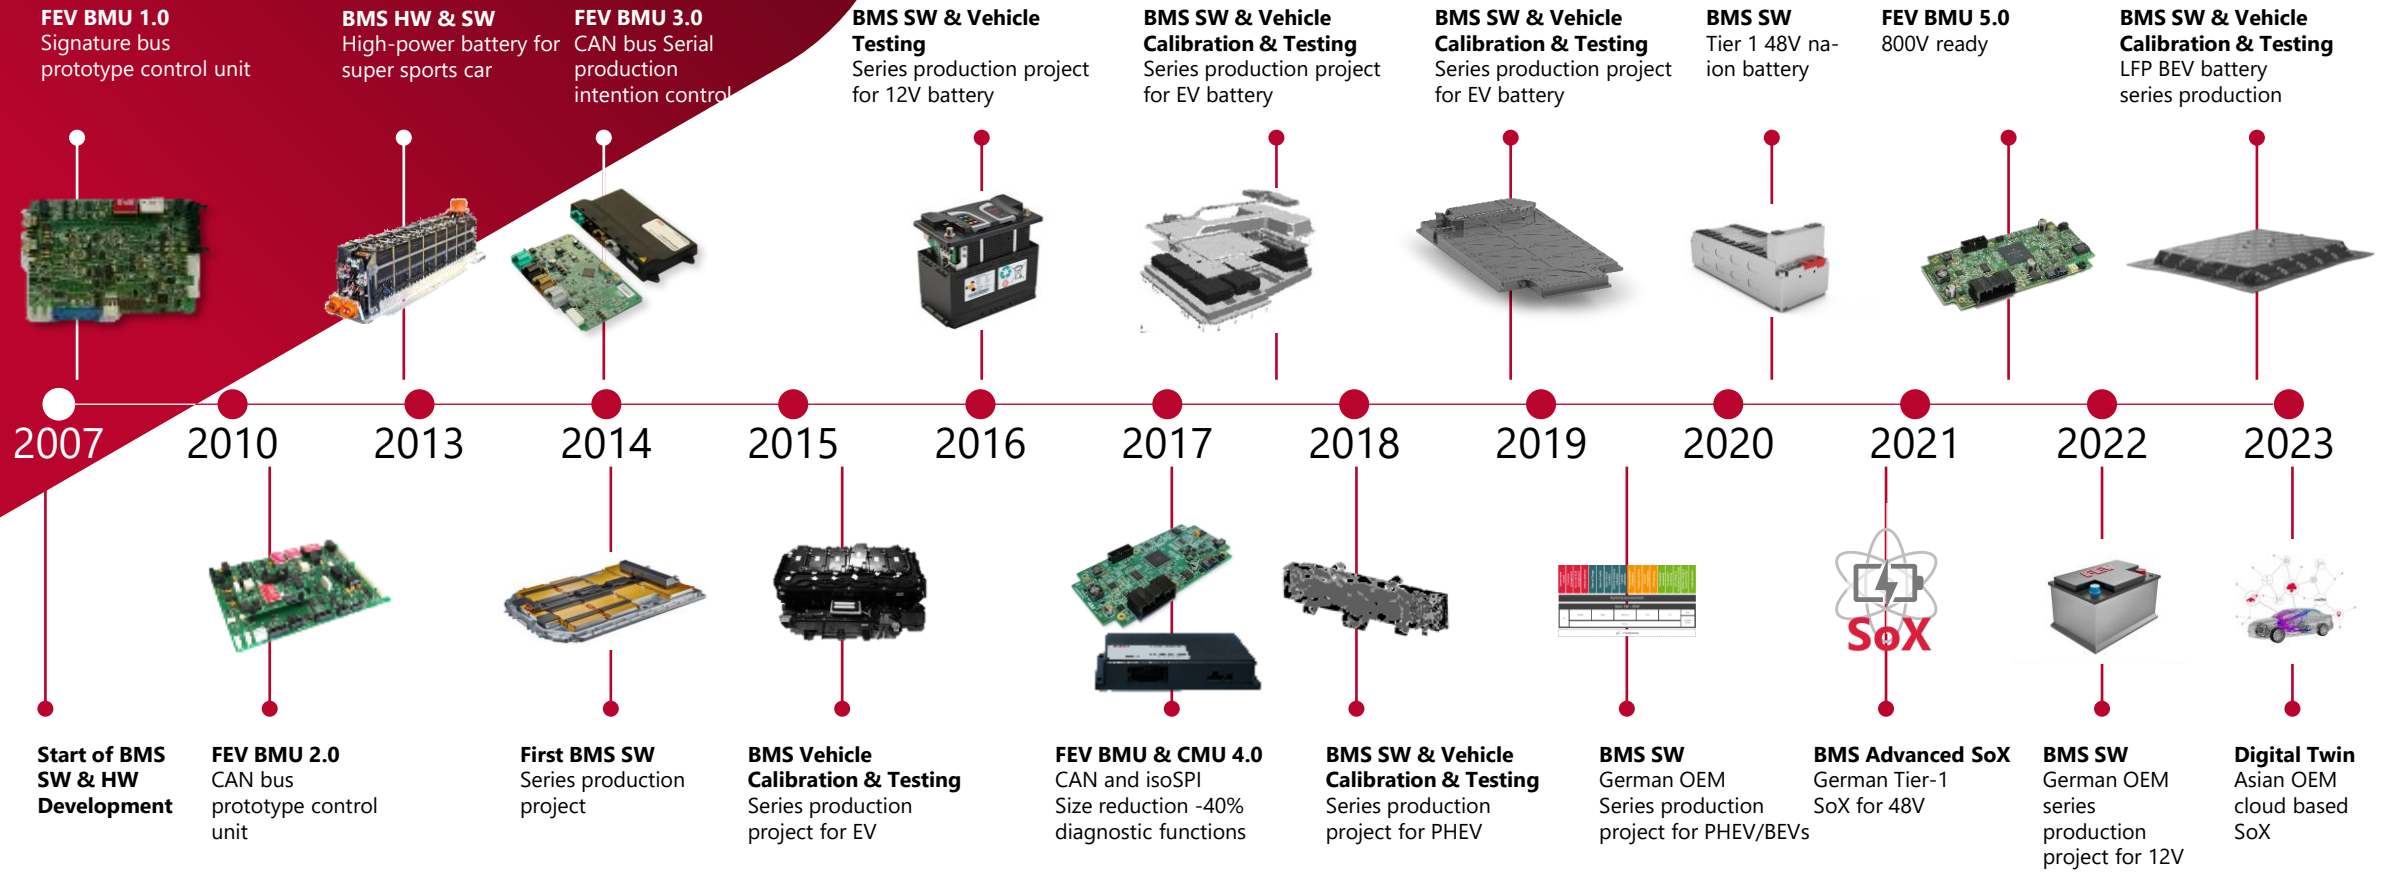 FEV BMU 1.0
Signature bus
prototype control unit
BMS HW & SW
High-power battery for
super sports car
FEV BMU 3.0
CAN bus Serial
production
intention control
BMS SW & Vehicle
Testing
Series production project
for 12V battery
BMS SW & Vehicle
Calibration & Testing
Series production project
for EV battery
BMS SW & Vehicle
Calibration & Testing
Series production project
for EV battery
BMS SW
Tier 1 48V na-
ion battery
FEV BMU 5.0
800V ready
BMS SW & Vehicle
Calibration & Testing
LFP BEV battery
series production
2007
2010
2013
2014
2015
2016
2017
2018
2019
2020
2021
2022
2023
SoX
Start of BMS
SW & HW
Development
FEV BMU 2.0
CAN bus
prototype control
unit
First BMS SW
Series production
project
BMS Vehicle
Calibration & Testing
Series production
project for EV
FEV BMU & CMU 4.0
CAN and isoSPI
Size reduction -40%
diagnostic functions
BMS SW & Vehicle
Calibration & Testing
Series production
project for PHEV
BMS SW
German OEM
Series production
project for PHEV/BEVs
BMS Advanced SoX
German Tier-1
SoX for 48V
BMS SW
German OEM
series
production
project for 12V
Digital Twin
Asian OEM
cloud based
SoX